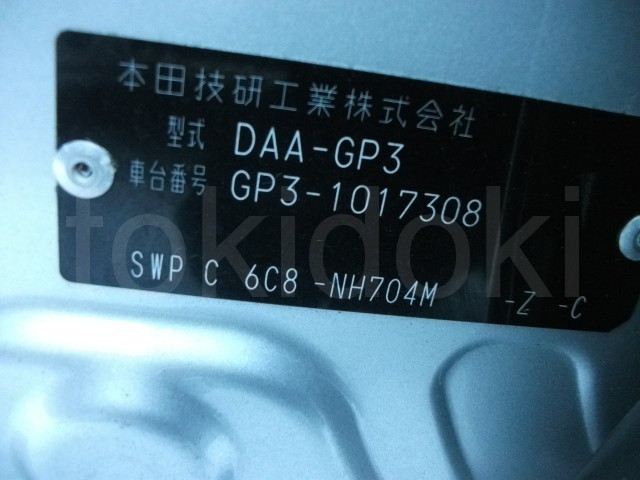 本田技研工業株式会社
型式 DAA-GP3
車台番号 GP3-1017308
tokidoki
SWP C 6C8 -NH704M -Z -C